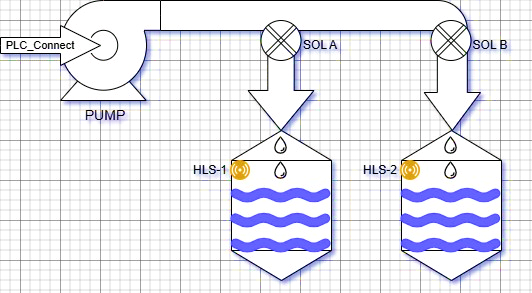 PLC_Connect
SOL A
SOL B
PUMP
HLS-1
HLS-2